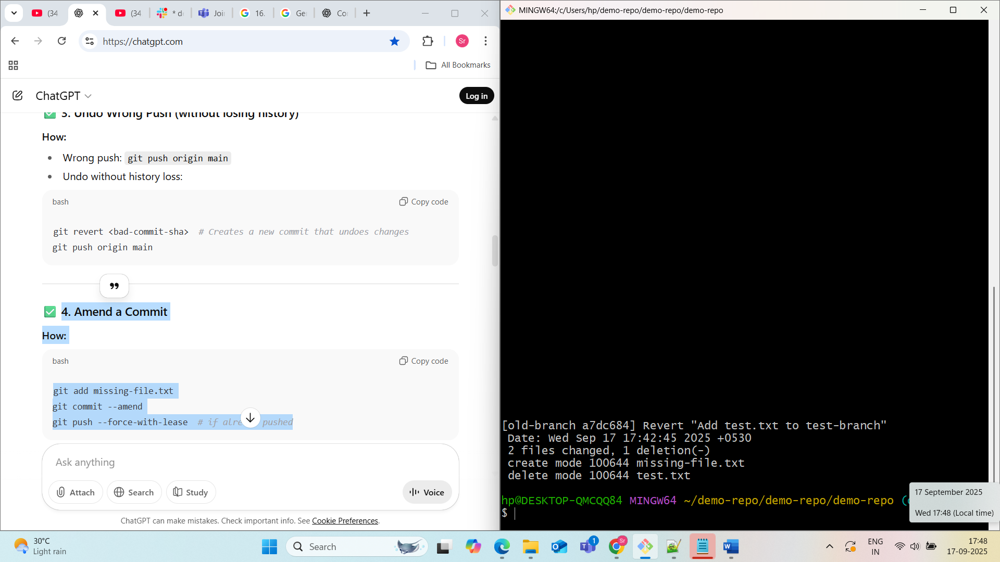 (34
(34
* d
Joi
16.
Ge
Co
https://chatgpt.com
Sr
All Bookmarks
ChatGPT
Log in
3. Undo Wrong Push (without losing history)
How:
• Wrong push: git push origin main
• Undo without history loss:
bash
Copy code
git revert <bad-commit-sha>  # Creates a new commit that undoes changes
git push origin main
4. Amend a Commit
How:
bash
Copy code
git add missing-file.txt
git commit --amend
git push --force-with-lease  # if alre pushed
Ask anything
Attach
Search
Study
Voice
ChatGPT can make mistakes. Check important info. See Cookie Preferences.
MINGW64:/c/Users/hp/demo-repo/demo-repo/demo-repo
[old-branch a7dc684] Revert "Add test.txt to test-branch"
Date: Wed Sep 17 17:42:45 2025 +0530
2 files changed, 1 deletion(-)
create mode 100644 missing-file.txt
delete mode 100644 test.txt
hp@DESKTOP-QMCQQ84 MINGW64 ~/demo-repo/demo-repo/demo-repo (
$
17 September 2025
Wed 17:48 (Local time)
30°C
Light rain
Search
1
Sr
ENG
IN
17:48
17-09-2025